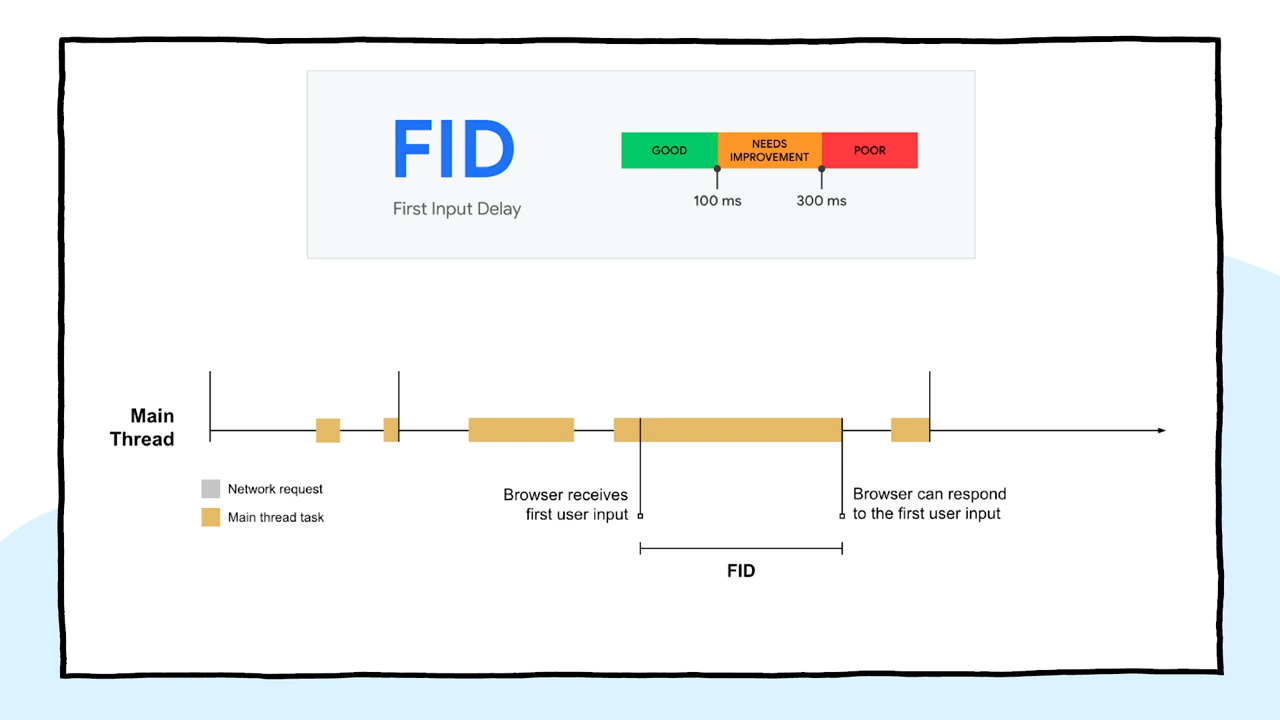 FID
First Input Delay
GOOD
NEEDS
IMPROVEMENT
POOR
100 ms
300 ms
Main
Thread
Network request
Main thread task
Browser receives
first user input
Browser can respond
to the first user input
FID